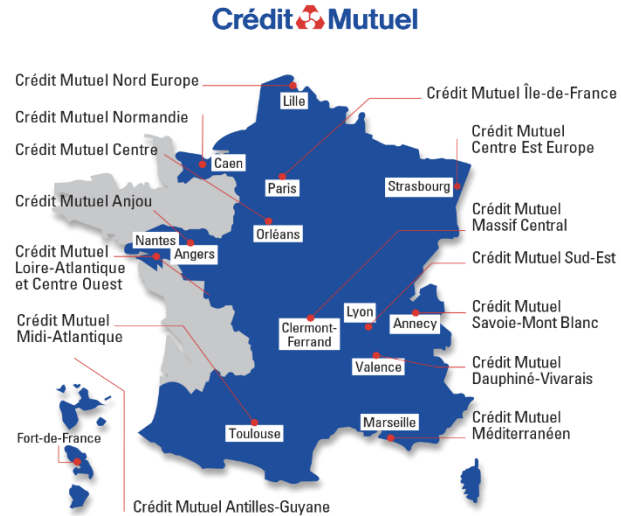 Crédit Mutuel
Crédit Mutuel Nord Europe
Lille
Crédit Mutuel Île-de-France
Crédit Mutuel Normandie
Caen
Crédit Mutuel
Centre Est Europe
Crédit Mutuel Centre
Paris
Strasbourg
Crédit Mutuel Anjou
Orléans
Crédit Mutuel
Massif Central
Nantes
Angers
Crédit Mutuel
Loire-Atlantique
et Centre Ouest
Crédit Mutuel Sud-Est
Crédit Mutuel
Midi-Atlantique
Clermont-
Ferrand
Lyon
Annecy
Crédit Mutuel
Savoie-Mont Blanc
Valence
Crédit Mutuel
Dauphiné-Vivarais
Fort-de-France
Toulouse
Marseille
Crédit Mutuel
Méditerranéen
Crédit Mutuel Antilles-Guyane